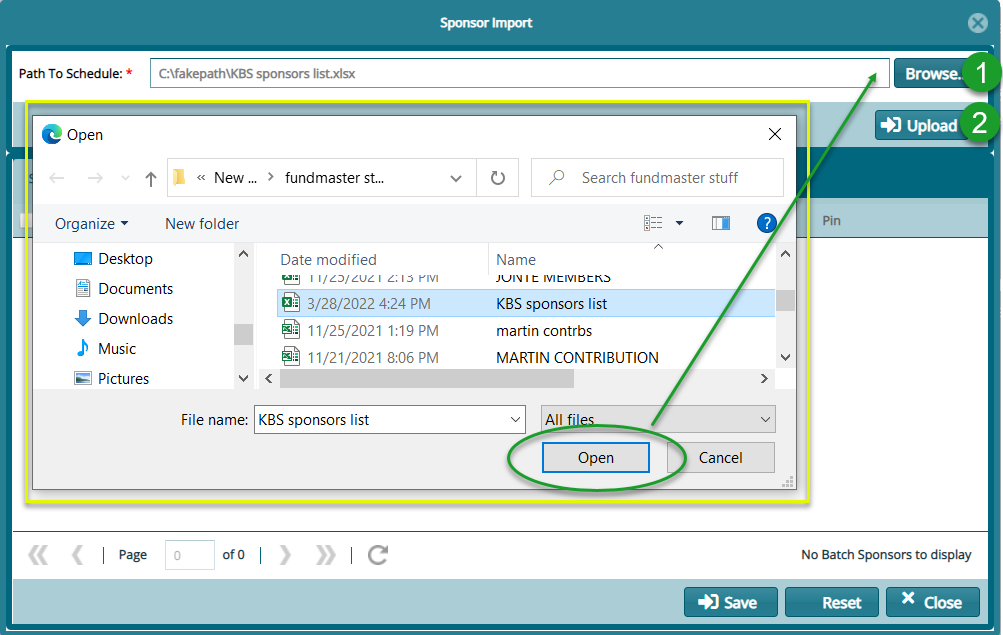 Sponsor Import
Path To Schedule: * C:\fakepath\KBS sponsors list.xlsx Browse.. 1
Upload 2
Open
« New ... > fundmaster st... Search fundmaster stuff
Organize New folder ?
Pin
Date modified Name
Desktop
11/25/2021 2:13 PM JONTE MEMBERS
Documents
3/28/2022 4:24 PM KBS sponsors list
Downloads
11/25/2021 1:19 PM martin contrbs
Music
11/21/2021 8:06 PM MARTIN CONTRIBUTION
Pictures
File name: KBS sponsors list All files
Open Cancel
Page 0 of 0 No Batch Sponsors to display
Save Reset Close